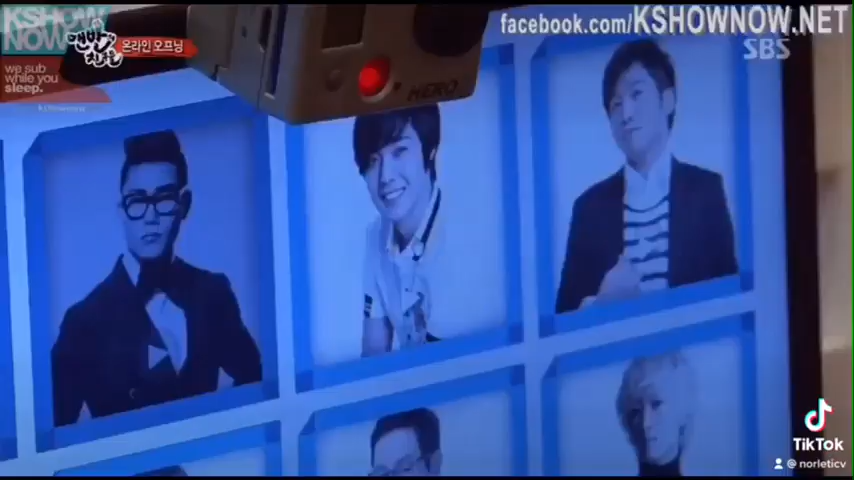 KSHOW
NOW
we sub
while you
sleep.
맨발의
친구들
온라인 오프닝
HERO
facebook.com/KSHOWNOW.NET
SBS
TikTok
@norleticv